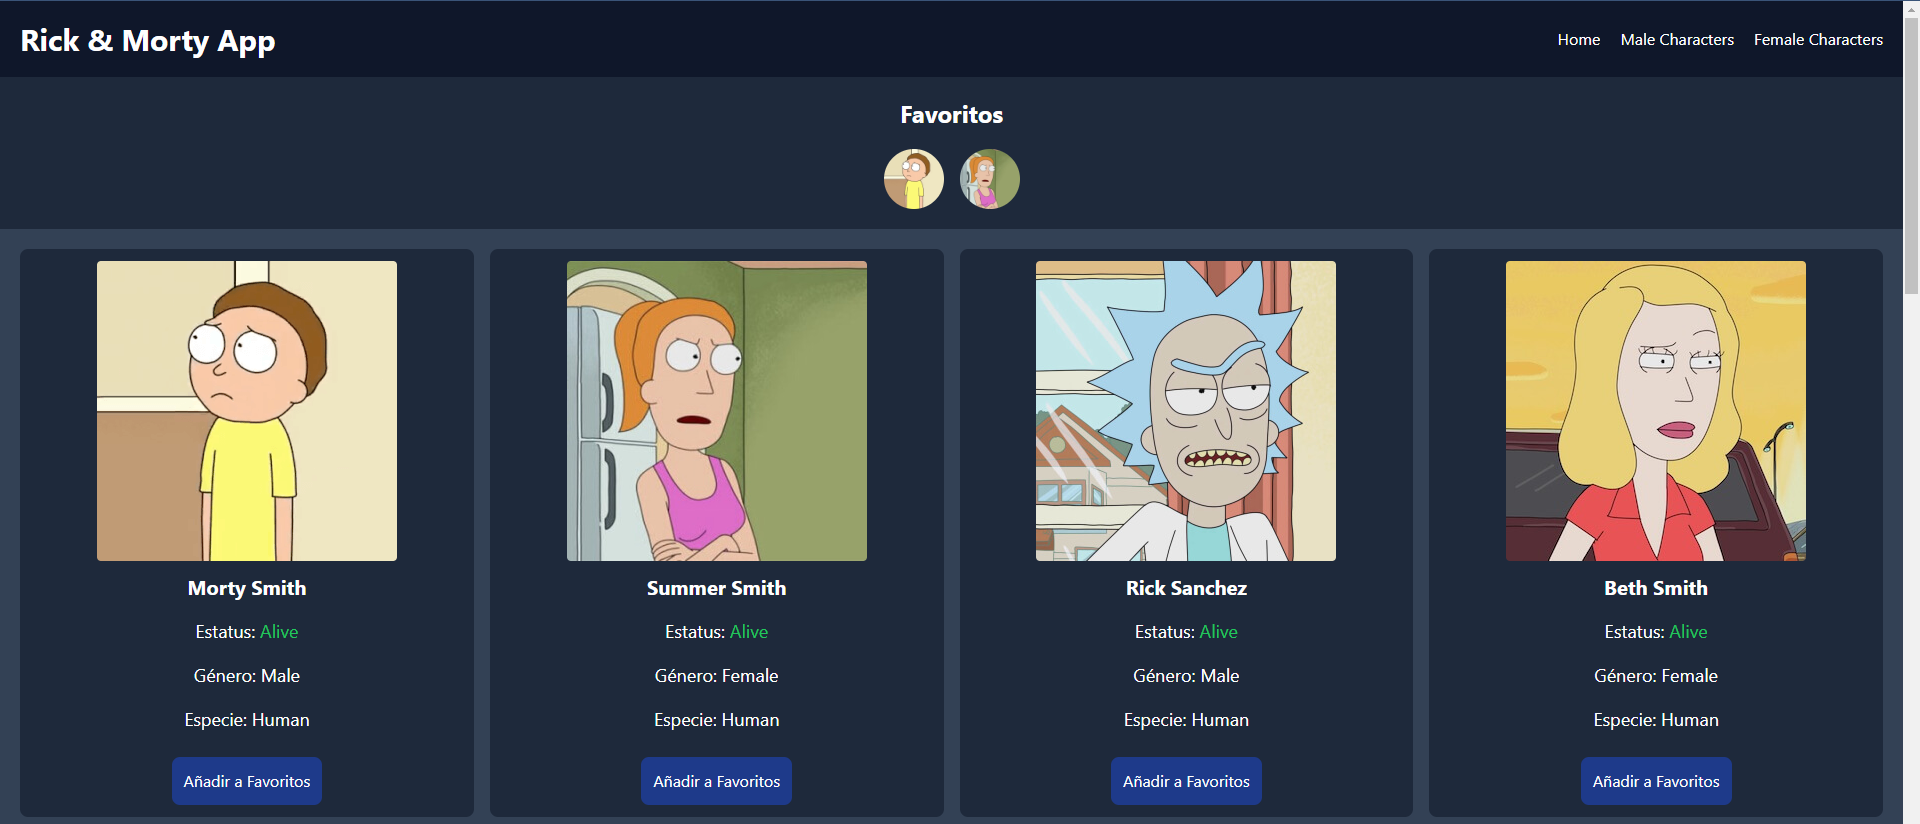 Rick & Morty App
Home Male Characters Female Characters
Favoritos
Morty Smith
Estatus: Alive
Género: Male
Especie: Human
Añadir a Favoritos
Summer Smith
Estatus: Alive
Género: Female
Especie: Human
Añadir a Favoritos
Rick Sanchez
Estatus: Alive
Género: Male
Especie: Human
Añadir a Favoritos
Beth Smith
Estatus: Alive
Género: Female
Especie: Human
Añadir a Favoritos